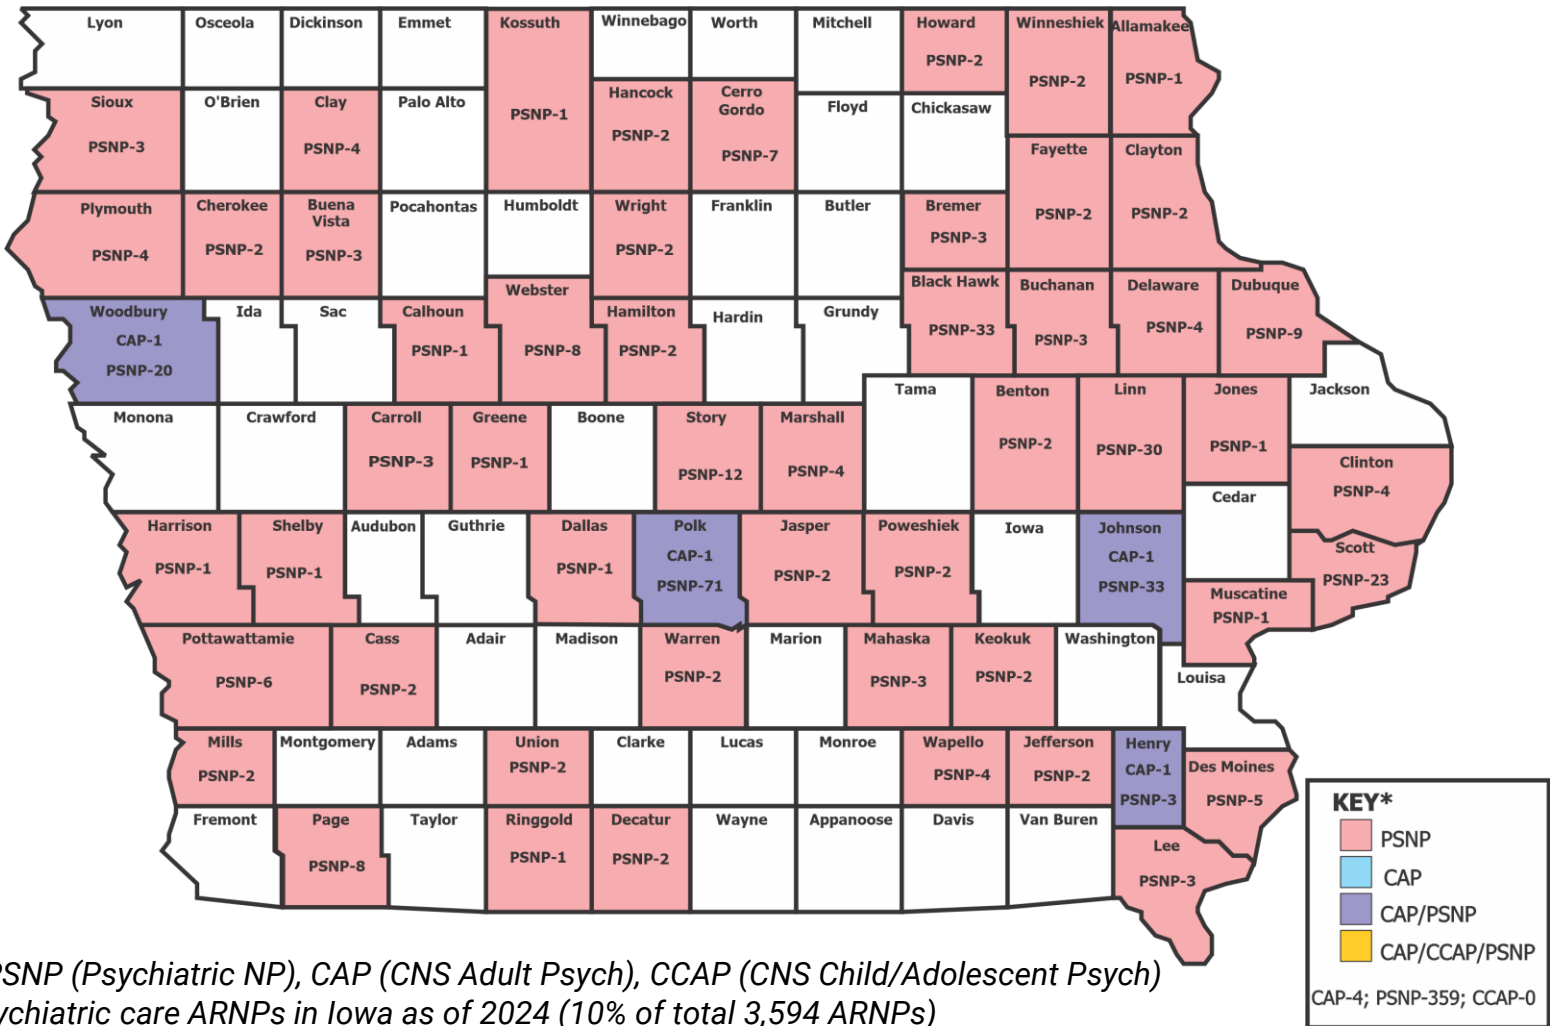 Lyon
Osceola
Dickinson
Emmet
Kossuth
PSNP-1
Winnebago
Worth
Mitchell
Howard
PSNP-2
Winneshiek
PSNP-2
Allamakee
PSNP-1
Sioux
PSNP-3
O'Brien
Clay
PSNP-4
Palo Alto
Hancock
PSNP-2
Cerro
Gordo
PSNP-7
Floyd
Chickasaw
Fayette
PSNP-2
Clayton
PSNP-2
Plymouth
PSNP-4
Cherokee
PSNP-2
Buena
Vista
PSNP-3
Pocahontas
Humboldt
Wright
PSNP-2
Franklin
Butler
Bremer
PSNP-3
Woodbury
CAP-1
PSNP-20
Ida
Sac
Calhoun
PSNP-1
Webster
PSNP-8
Hamilton
PSNP-2
Hardin
Grundy
Black Hawk
PSNP-33
Buchanan
PSNP-3
Delaware
PSNP-4
Dubuque
PSNP-9
Monona
Crawford
Carroll
PSNP-3
Greene
PSNP-1
Boone
Story
PSNP-12
Marshall
PSNP-4
Tama
Benton
PSNP-2
Linn
PSNP-30
Jones
PSNP-1
Jackson
Clinton
PSNP-4
Cedar
Harrison
PSNP-1
Shelby
PSNP-1
Audubon
Guthrie
Dallas
PSNP-1
Polk
CAP-1
PSNP-71
Jasper
PSNP-2
Poweshiek
PSNP-2
Iowa
Johnson
CAP-1
PSNP-33
Scott
PSNP-23
Muscatine
PSNP-1
Pottawattamie
PSNP-6
Cass
PSNP-2
Adair
Madison
Warren
PSNP-2
Marion
Mahaska
PSNP-3
Keokuk
PSNP-2
Washington
Louisa
Mills
PSNP-2
Montgomery
Adams
Union
PSNP-2
Clarke
Lucas
Monroe
Wapello
PSNP-4
Jefferson
PSNP-2
Henry
CAP-1
PSNP-3
Des Moines
PSNP-5
Fremont
Page
PSNP-8
Taylor
Ringgold
PSNP-1
Decatur
PSNP-2
Wayne
Appanoose
Davis
Van Buren
Lee
PSNP-3
KEY*
PSNP
CAP
CAP/PSNP
CAP/CCAP/PSNP
CAP-4; PSNP-359; CCAP-0
PSNP (Psychiatric NP), CAP (CNS Adult Psych), CCAP (CNS Child/Adolescent Psych)
ychiatric care ARNPs in Iowa as of 2024 (10% of total 3,594 ARNPs)